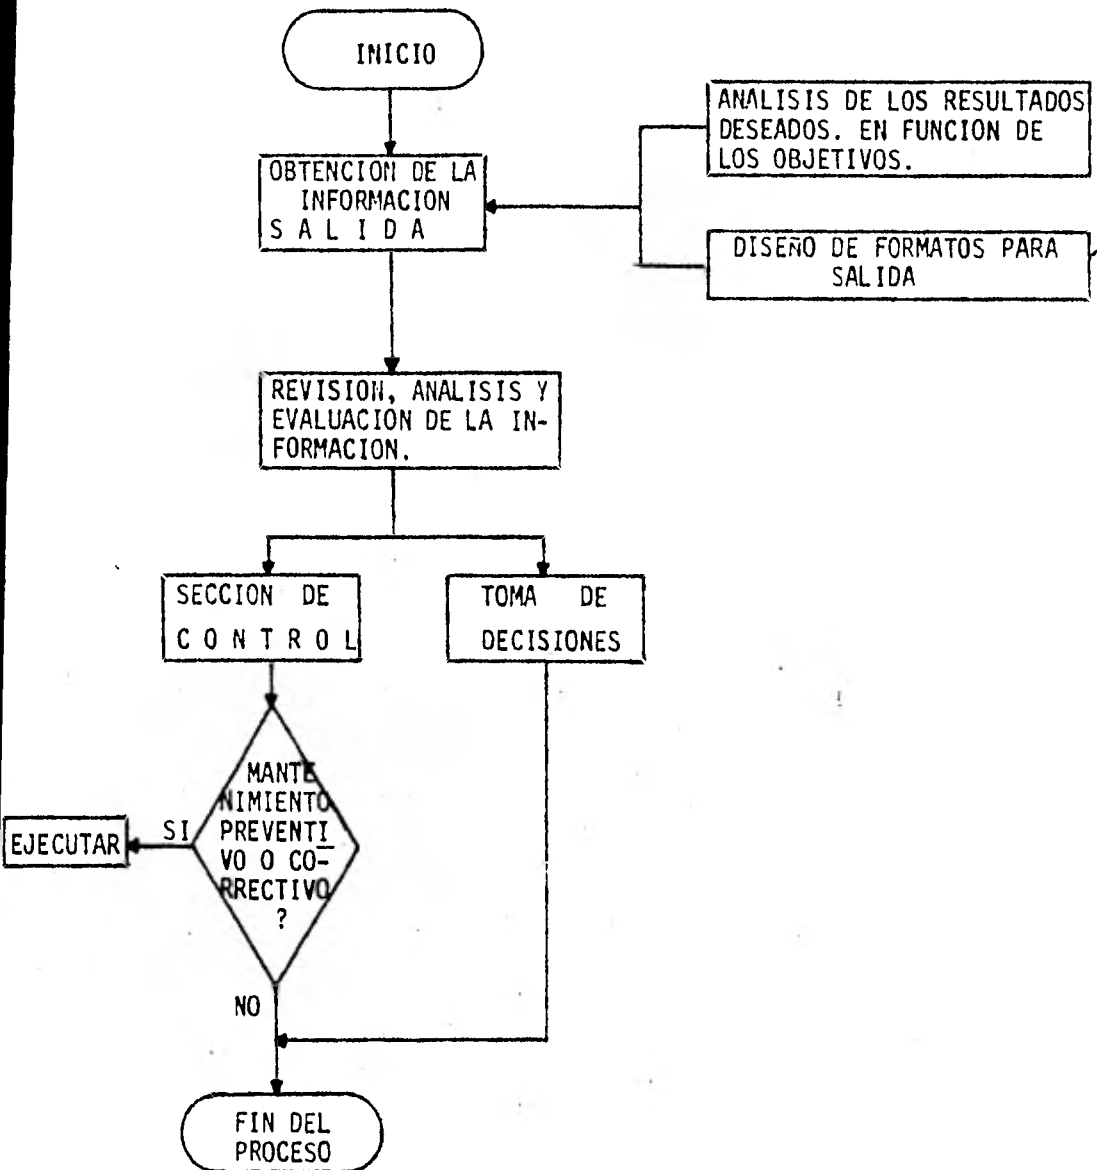 INICIO
ANALISIS DE LOS RESULTADOS
DESEADOS. EN FUNCION DE
LOS OBJETIVOS.
OBTENCION DE LA
INFORMACION
S A L I D A
DISEÑO DE FORMATOS PARA
SALIDA
REVISION, ANALISIS Y
EVALUACION DE LA IN-
FORMACION.
SECCION DE
C O N T R O L
TOMA DE
DECISIONES
MANTE
NIMIENTO
PREVENTI
VO O CO-
RRECTIVO
?
SI
EJECUTAR
NO
FIN DEL
PROCESO